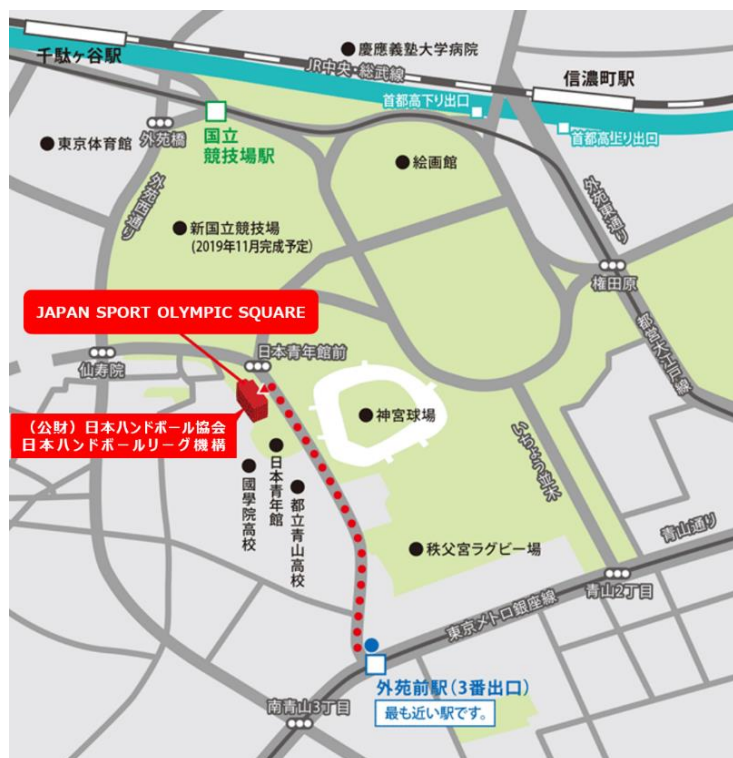 千駄ヶ谷駅
慶應義塾大学病院
JR中央・総武線
信濃町駅
首都高下り出口
首都高上り出口
国立
競技場駅
外苑橋
東京体育館
絵画館
外苑西通り
外苑東通り
新国立競技場
(2019年11月完成予定)
権田原
JAPAN SPORT OLYMPIC SQUARE
都営大江戸線
日本青年館前
仙寿院
(公財)日本ハンドボール協会
日本ハンドボールリーグ機構
神宮球場
いちょう並木
日本青年館
國學院高校
都立青山高校
秩父宮ラグビー場
青山通り
青山2丁目
東京メトロ銀座線
外苑前駅(3番出口)
最も近い駅です。
南青山3丁目